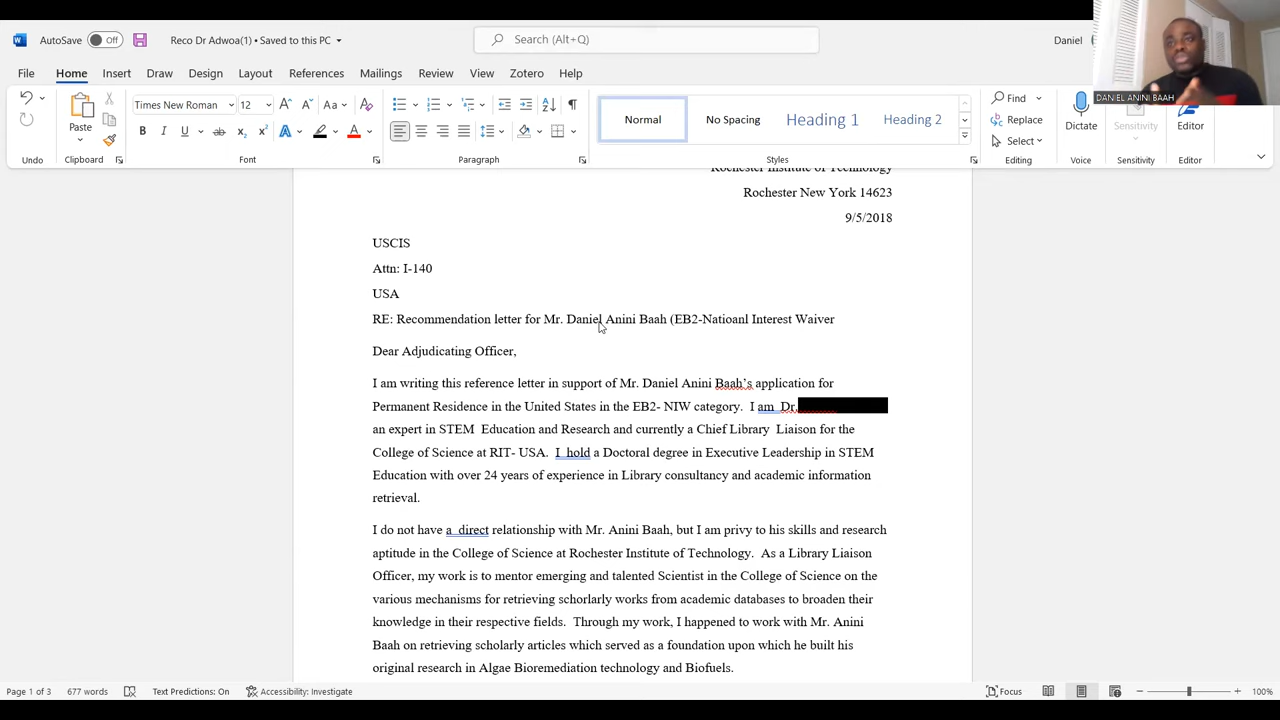 AutoSave Off Reco Dr Adwoa(1) • Saved to this PC Search (Alt+Q) Daniel
DANIEL ANINI BAAH
File Home Insert Draw Design Layout References Mailings Review View Zotero Help
Times New Roman 12 Aa Normal No Spacing Heading 1 Heading 2 Find
Paste Replace Dictate Sensitivity Editor
B I U ab x₂ x² A A Select
Undo Clipboard Font Paragraph Styles Editing Voice Sensitivity Editor
Rochester Institute of Technology
Rochester New York 14623
9/5/2018
USCIS
Attn: I-140
USA
RE: Recommendation letter for Mr. Daniel Anini Baah (EB2-Natioanl Interest Waiver
Dear Adjudicating Officer,
I am writing this reference letter in support of Mr. Daniel Anini Baah’s application for
Permanent Residence in the United States in the EB2- NIW category.  I am  Dr.
an expert in STEM  Education and Research and currently a Chief Library  Liaison for the
College of Science at RIT- USA.  I  hold a Doctoral degree in Executive Leadership in STEM
Education with over 24 years of experience in Library consultancy and academic information
retrieval.
I do not have a  direct relationship with Mr. Anini Baah, but I am privy to his skills and research
aptitude in the College of Science at Rochester Institute of Technology.  As a Library Liaison
Officer, my work is to mentor emerging and talented Scientist in the College of Science on the
various mechanisms for retrieving schorlarly works from academic databases to broaden their
knowledge in their respective fields.  Through my work, I happened to work with Mr. Anini
Baah on retrieving scholarly articles which served as a foundation upon which he built his
original research in Algae Bioremediation technology and Biofuels.
Page 1 of 3 677 words Text Predictions: On Accessibility: Investigate Focus 100%